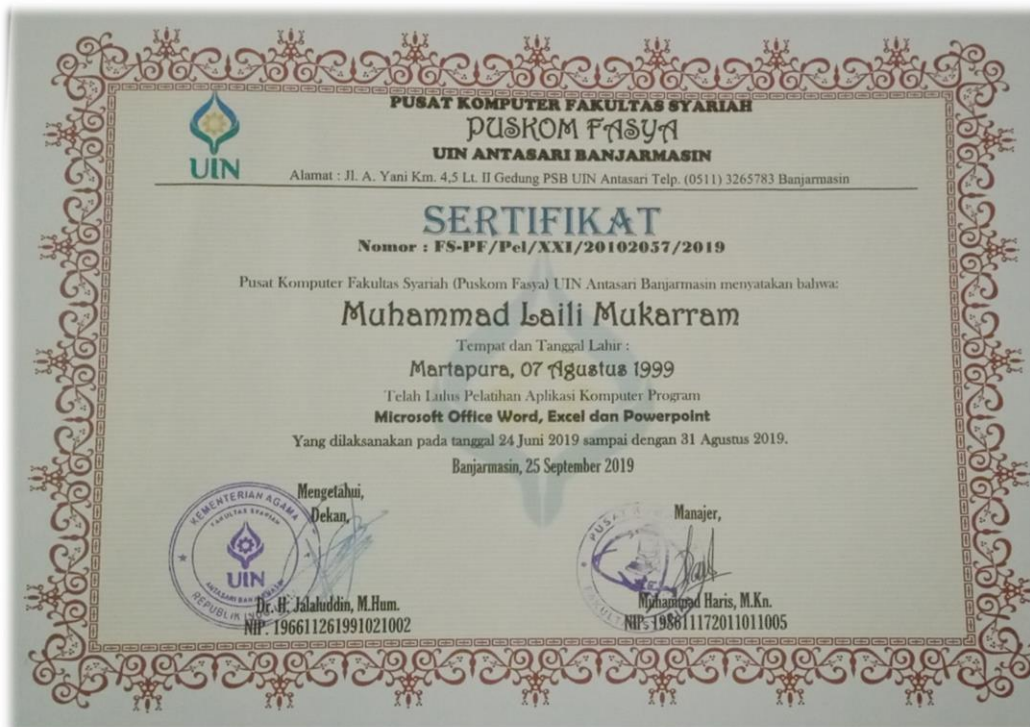 UIN
PUSAT KOMPUTER FAKULTAS SYARIAH
PUSKOM FASYA
UIN ANTASARI BANJARMASIN
Alamat : Jl. A. Yani Km. 4,5 Lt. II Gedung PSB UIN Antasari Telp. (0511) 3265783 Banjarmasin
SERTIFIKAT
Nomor : FS-PF/Pel/XXI/20102057/2019
Pusat Komputer Fakultas Syariah (Puskom Fasya) UIN Antasari Banjarmasin menyatakan bahwa:
Muhammad Laili Mukarram
Tempat dan Tanggal Lahir :
Martapura, 07 Agustus 1999
Telah Lulus Pelatihan Aplikasi Komputer Program
Microsoft Office Word, Excel dan Powerpoint
Yang dilaksanakan pada tanggal 24 Juni 2019 sampai dengan 31 Agustus 2019.
Banjarmasin, 25 September 2019
Mengetahui,
Dekan,
KEMENTERIAN AGAMA
FAKULTAS SYARIAH
UIN
ANTASARI
REPUBLIK
Dr. H. Jalaluddin, M.Hum.
NIP. 196611261991021002
Manajer,
PUSAT
Muhammad Haris, M.Kn.
NIP. 198611172011011005